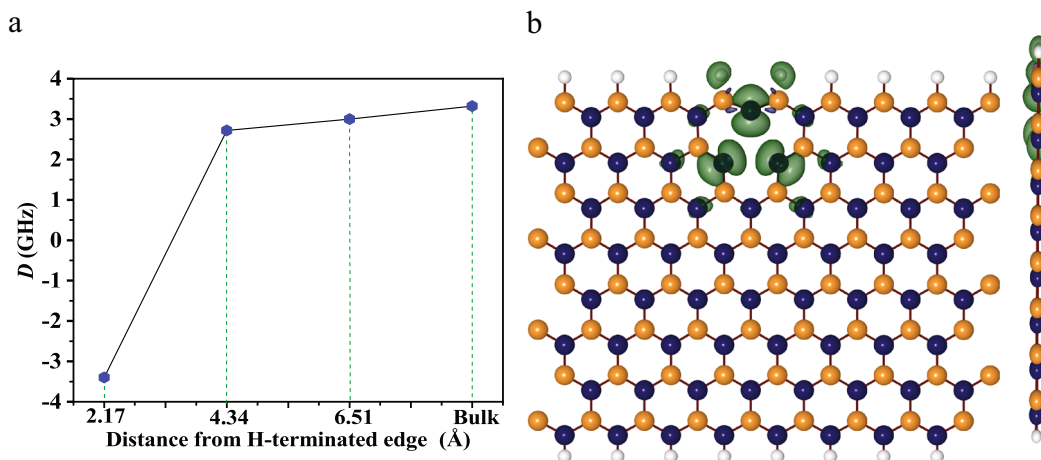 a
b
D (GHz)
4
3
2
1
0
-1
-2
-3
-4
2.17 4.34 6.51 Bulk
Distance from H-terminated edge (Å)